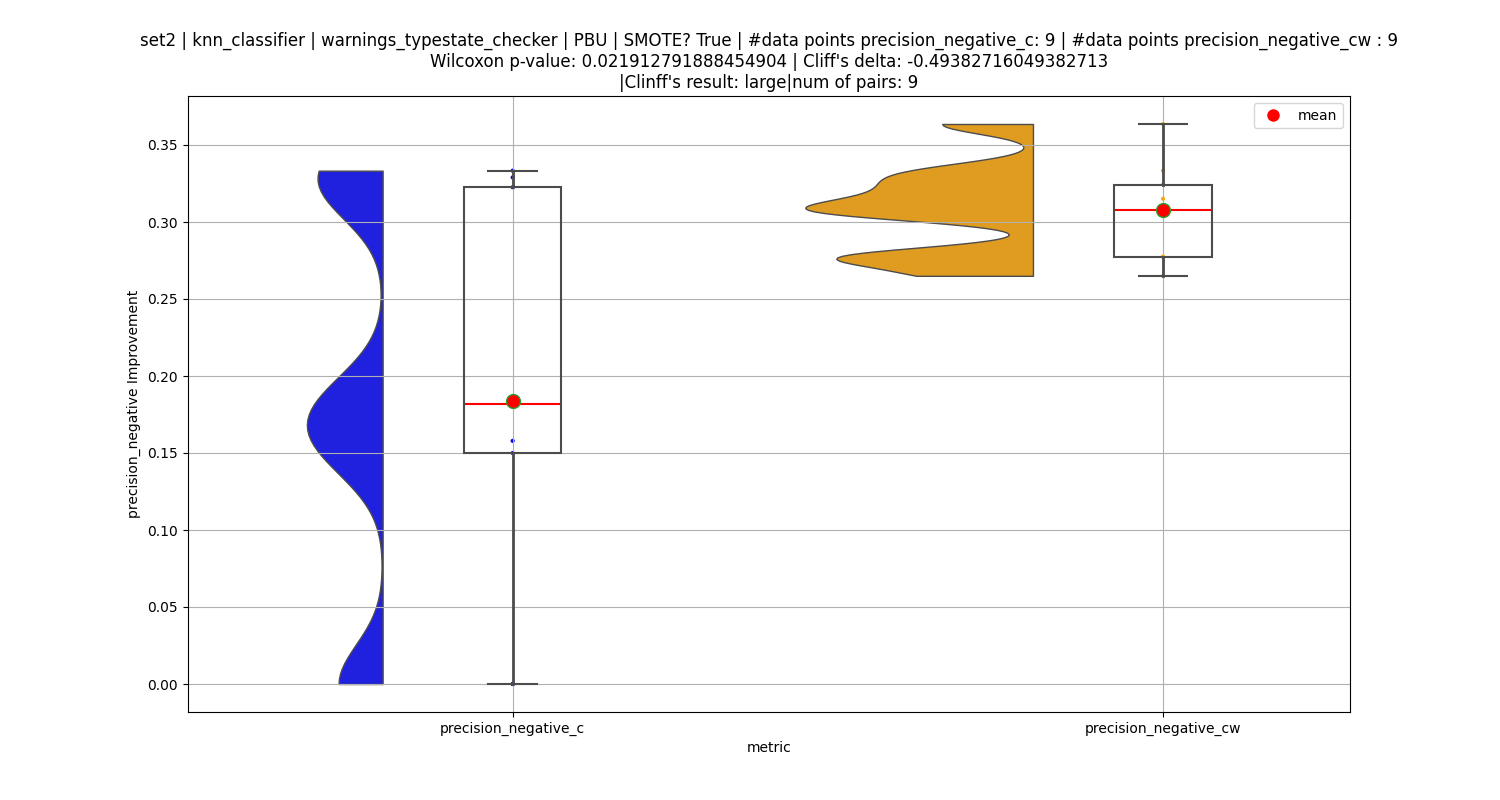 set2 | knn_classifier | warnings_typestate_checker | PBU | SMOTE? True | #data points precision_negative_c: 9 | #data points precision_negative_cw : 9
Wilcoxon p-value: 0.021912791888454904 | Cliff's delta: -0.49382716049382713
|Clinff's result: large|num of pairs: 9
mean
0.35
0.30
0.25
0.20
0.15
0.10
0.05
0.00
precision_negative Improvement
precision_negative_c
precision_negative_cw
metric